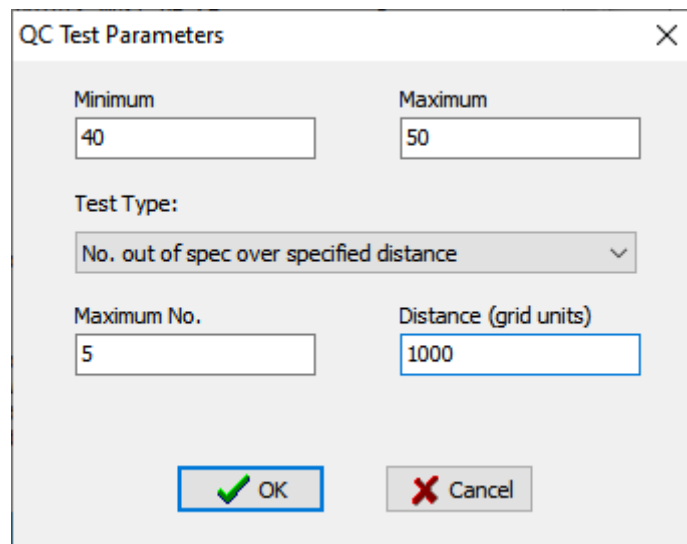 QC Test Parameters
Minimum Maximum
40 50
Test Type:
No. out of spec over specified distance
Maximum No. Distance (grid units)
5 1000
OK Cancel